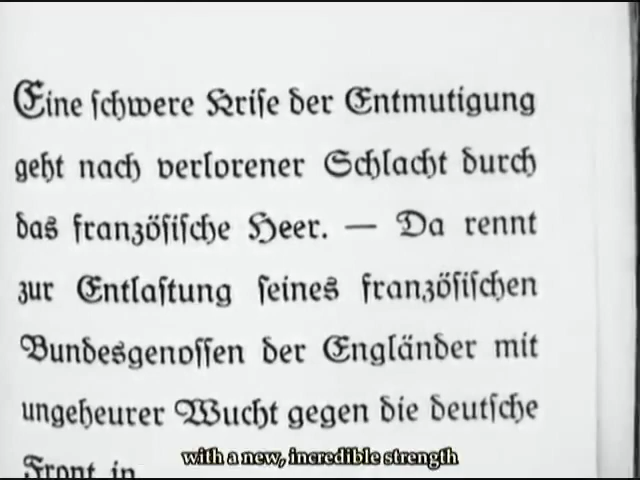 Eine schwere Krise der Entmutigung
geht nach verlorener Schlacht durch
das französische Heer. — Da rennt
zur Entlastung seines französischen
Bundesgenossen der Engländer mit
ungeheurer Wucht gegen die deutsche
Front in
with a new, incredible strength